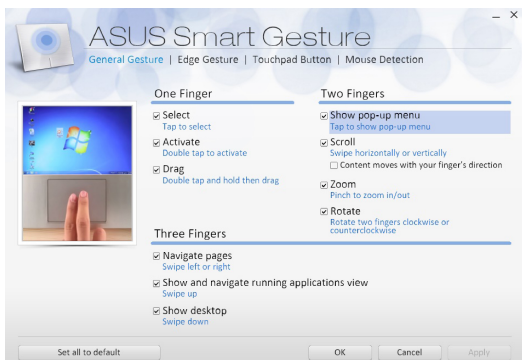 ASUS Smart Gesture
General Gesture | Edge Gesture | Touchpad Button | Mouse Detection
One Finger
Select
Tap to select
Activate
Double tap to activate
Drag
Double tap and hold then drag
Two Fingers
Show pop-up menu
Tap to show pop-up menu
Scroll
Swipe horizontally or vertically
Content moves with your finger's direction
Zoom
Pinch to zoom in/out
Rotate
Rotate two fingers clockwise or
counterclockwise
Three Fingers
Navigate pages
Swipe left or right
Show and navigate running applications view
Swipe up
Show desktop
Swipe down
Set all to default
OK
Cancel
Apply